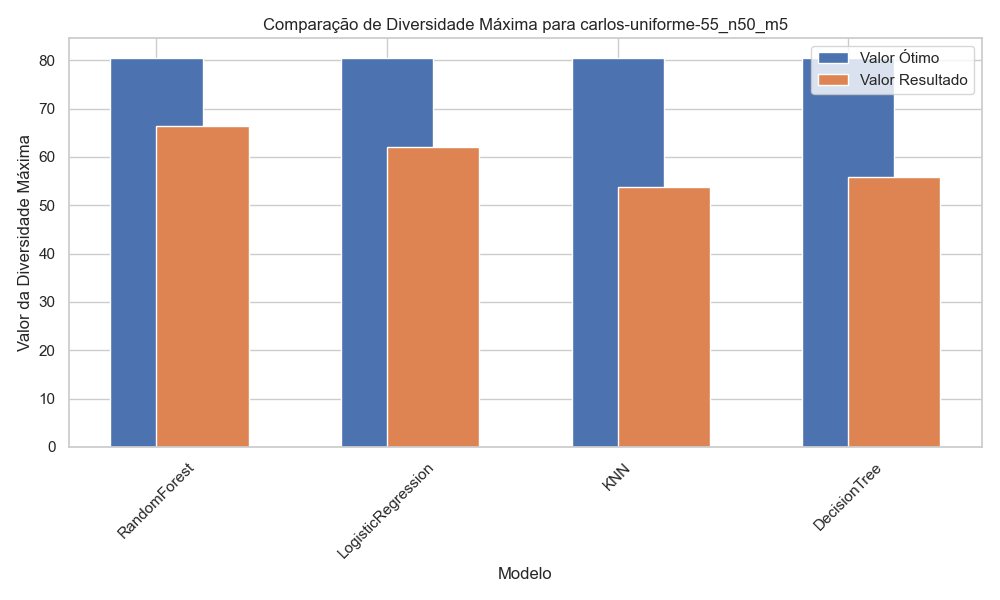 Comparação de Diversidade Máxima para carlos-uniforme-55_n50_m5
Valor Ótimo
Valor Resultado
Valor da Diversidade Máxima
80
70
60
50
40
30
20
10
0
RandomForest
LogisticRegression
KNN
DecisionTree
Modelo